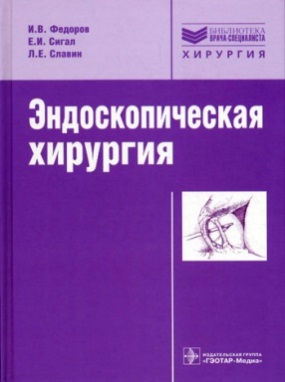 И.В. Федоров
Е.И. Сигал
Л.Е. Славин
БИБЛИОТЕКА
ВРАЧА-СПЕЦИАЛИСТА
ХИРУРГИЯ
Эндоскопическая
хирургия
ИЗДАТЕЛЬСКАЯ ГРУППА
«ГЭОТАР-Медиа»